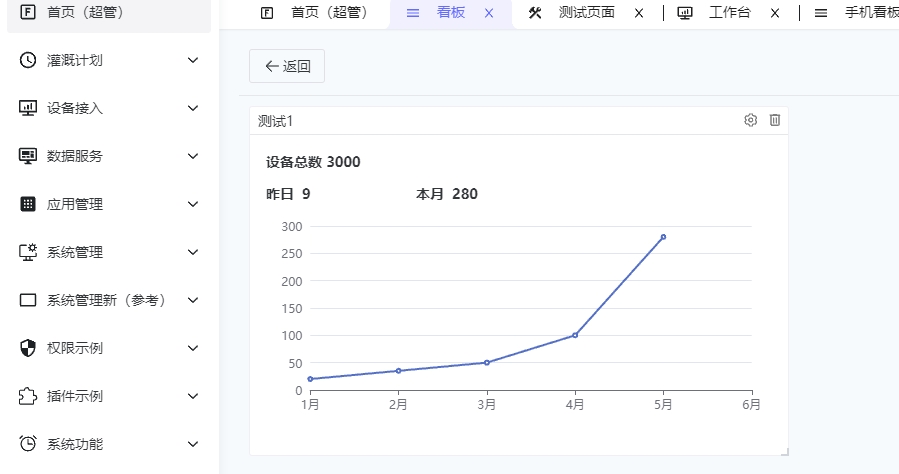 首页（超管）
灌溉计划
设备接入
数据服务
应用管理
系统管理
系统管理新（参考）
权限示例
插件示例
系统功能
首页（超管） 看板 测试页面 工作台 手机看板
返回
测试1
设备总数 3000
昨日 9 本月 280
300
250
200
150
100
50
0
1月 2月 3月 4月 5月 6月